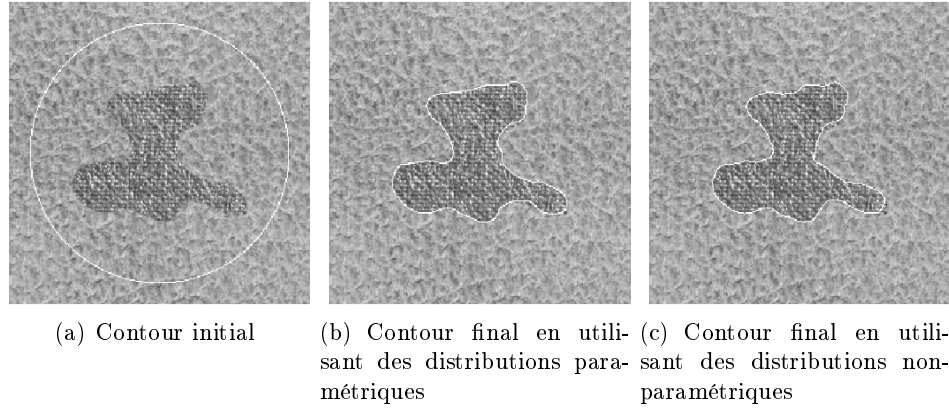 (a) Contour initial
(b) Contour final en utili-
sant des distributions para-
métriques
(c) Contour final en utili-
sant des distributions non-
paramétriques